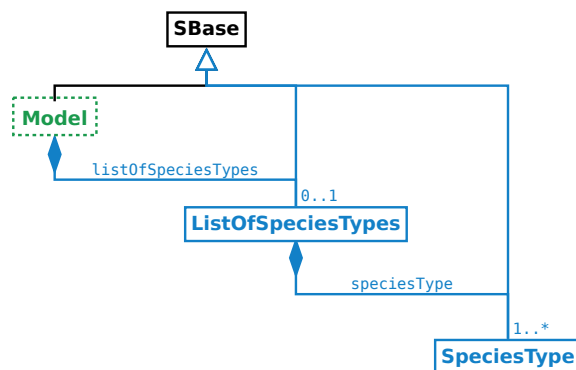 SBase
Model
listOfSpeciesTypes
0..1
ListOfSpeciesTypes
speciesType
1..*
SpeciesType